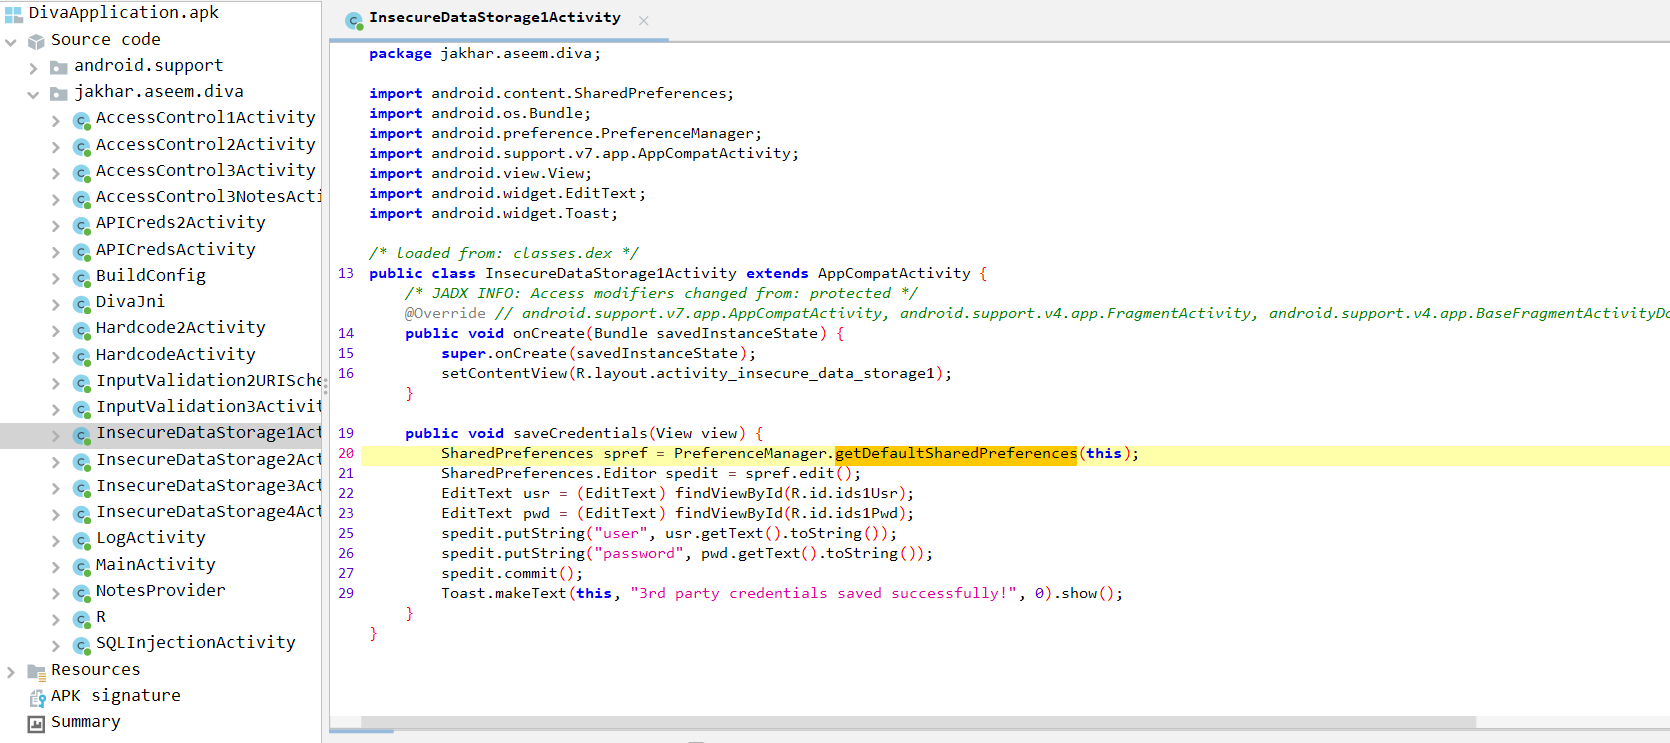 DivaApplication.apk
Source code
android.support
jakhar.aseem.diva
AccessControl1Activity
AccessControl2Activity
AccessControl3Activity
AccessControl3NotesActi
APICreds2Activity
APICredsActivity
BuildConfig
DivaJni
Hardcode2Activity
HardcodeActivity
InputValidation2URISche
InputValidation3Activit
InsecureDataStorage1Act
InsecureDataStorage2Act
InsecureDataStorage3Act
InsecureDataStorage4Act
LogActivity
MainActivity
NotesProvider
R
SQLInjectionActivity
Resources
APK signature
Summary
InsecureDataStorage1Activity
package jakhar.aseem.diva;
import android.content.SharedPreferences;
import android.os.Bundle;
import android.preference.PreferenceManager;
import android.support.v7.app.AppCompatActivity;
import android.view.View;
import android.widget.EditText;
import android.widget.Toast;
/* loaded from: classes.dex */
13 public class InsecureDataStorage1Activity extends AppCompatActivity {
/* JADX INFO: Access modifiers changed from: protected */
@Override // android.support.v7.app.AppCompatActivity, android.support.v4.app.FragmentActivity, android.support.v4.app.BaseFragmentActivityDo
14 public void onCreate(Bundle savedInstanceState) {
15 super.onCreate(savedInstanceState);
16 setContentView(R.layout.activity_insecure_data_storage1);
}
19 public void saveCredentials(View view) {
20 SharedPreferences spref = PreferenceManager.getDefaultSharedPreferences(this);
21 SharedPreferences.Editor spedit = spref.edit();
22 EditText usr = (EditText) findViewById(R.id.ids1Usr);
23 EditText pwd = (EditText) findViewById(R.id.ids1Pwd);
25 spedit.putString("user", usr.getText().toString());
26 spedit.putString("password", pwd.getText().toString());
27 spedit.commit();
29 Toast.makeText(this, "3rd party credentials saved successfully!", 0).show();
}
}